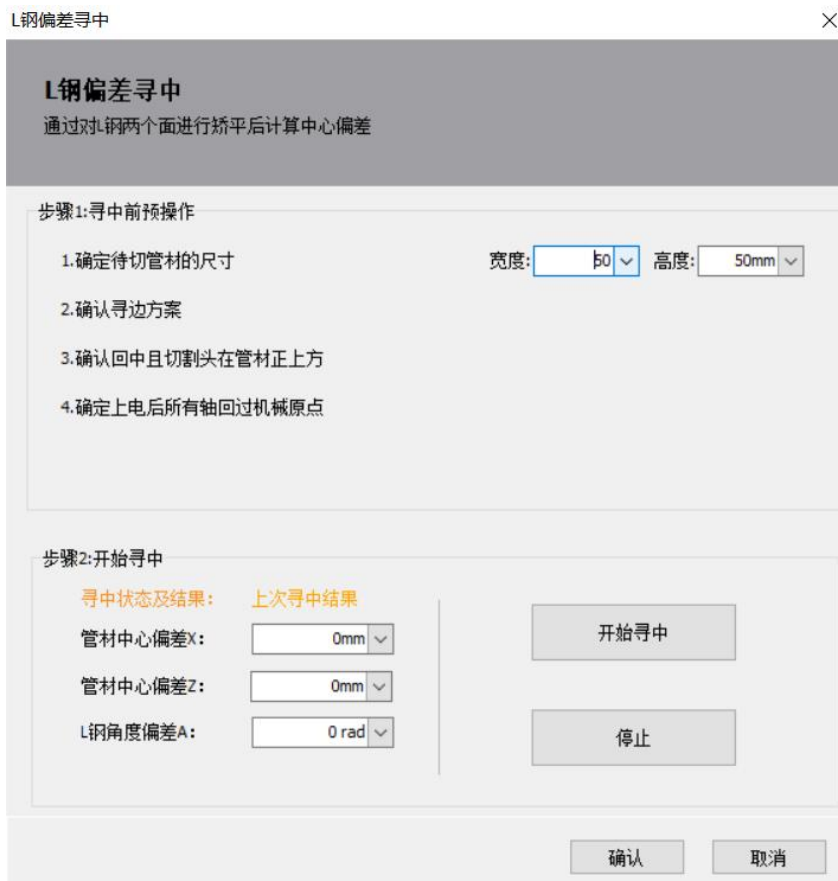 L钢偏差寻中
L钢偏差寻中
通过对L钢两个面进行矫平后计算中心偏差
步骤1:寻中前预操作
1.确定待切管材的尺寸 宽度: 50 高度: 50mm
2.确认寻边方案
3.确认回中且切割头在管材正上方
4.确定上电后所有轴回过机械原点
步骤2:开始寻中
寻中状态及结果: 上次寻中结果
管材中心偏差X: 0mm
管材中心偏差Z: 0mm
L钢角度偏差A: 0 rad
开始寻中
停止
确认 取消